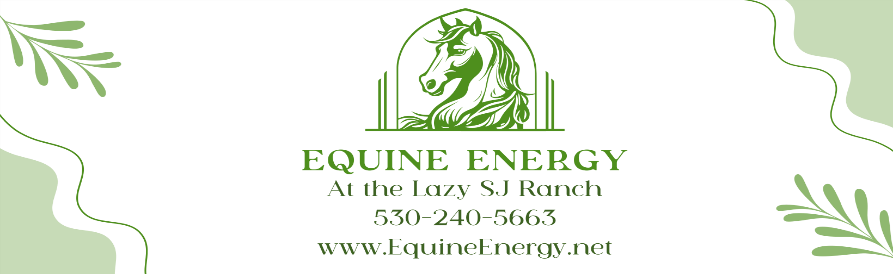 EQUINE ENERGY
At the Lazy SJ Ranch
530-240-5663
www.EquineEnergy.net